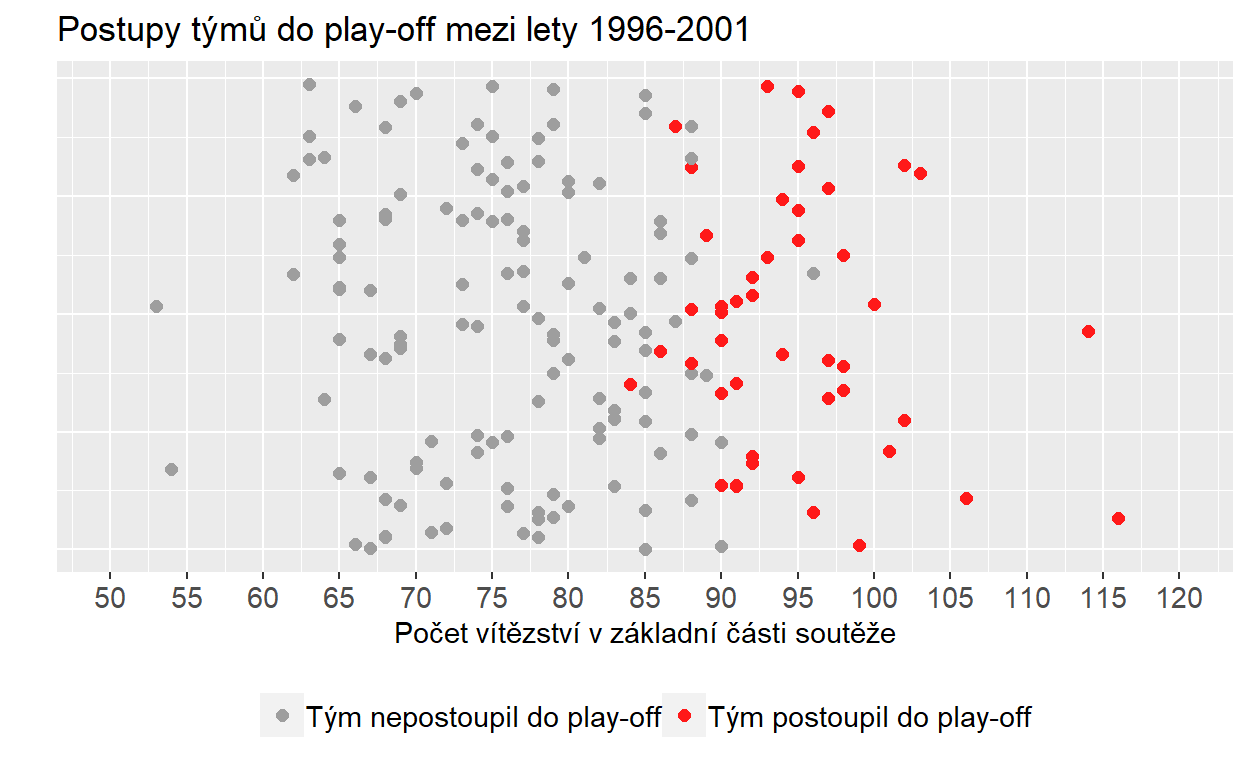 Postupy týmů do play-off mezi lety 1996-2001
50 55 60 65 70 75 80 85 90 95 100 105 110 115 120
Počet vítězství v základní části soutěže
Tým nepostoupil do play-off Tým postoupil do play-off